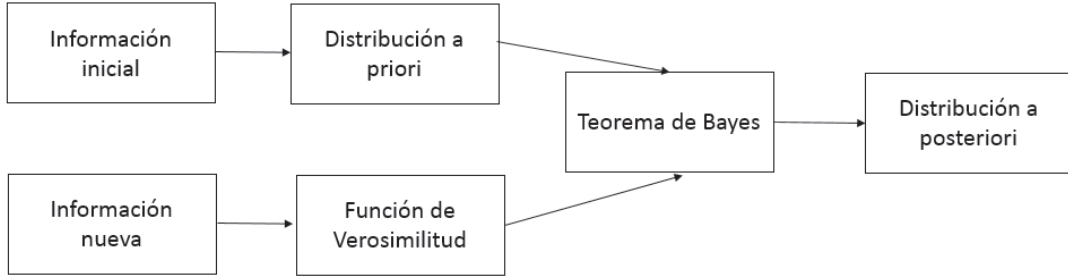 Información
inicial
Distribución a
priori
Teorema de Bayes
Distribución a
posteriori
Información
nueva
Función de
Verosimilitud